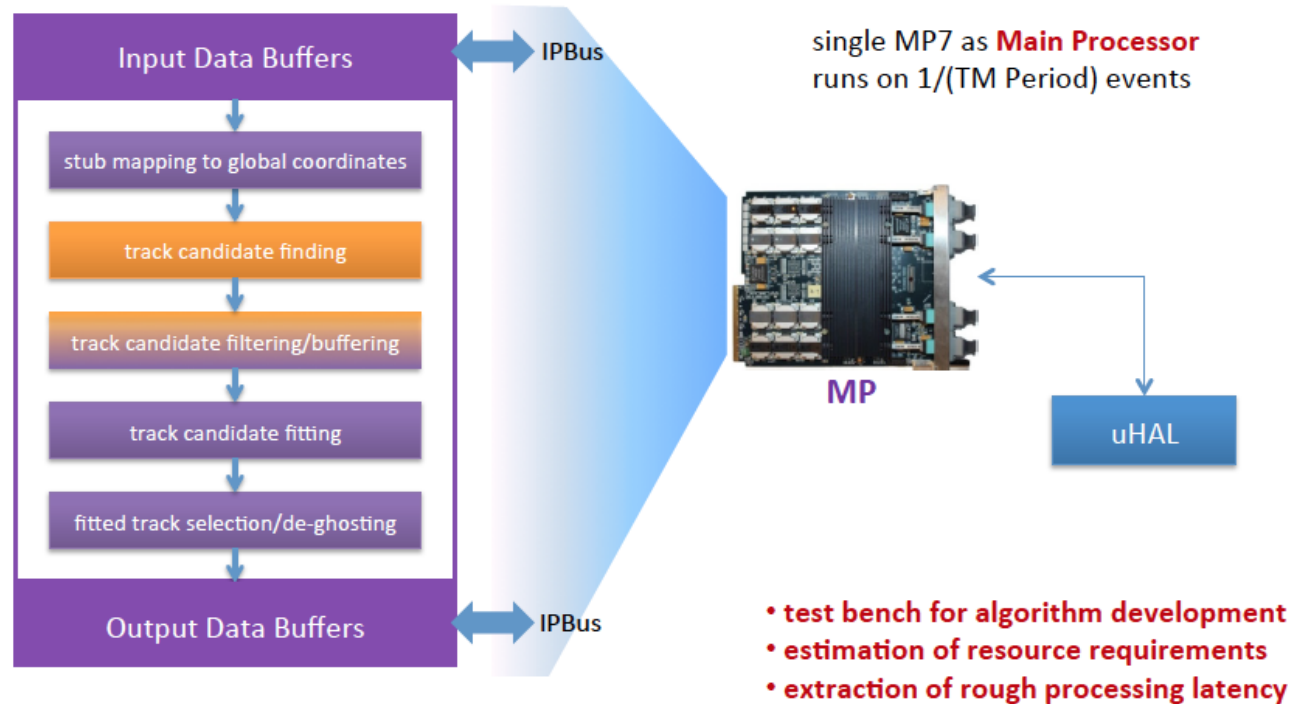 Input Data Buffers
IPBus
stub mapping to global coordinates
track candidate finding
track candidate filtering/buffering
track candidate fitting
fitted track selection/de-ghosting
Output Data Buffers
IPBus
single MP7 as Main Processor
runs on 1/(TM Period) events
MP
uHAL
• test bench for algorithm development
• estimation of resource requirements
• extraction of rough processing latency